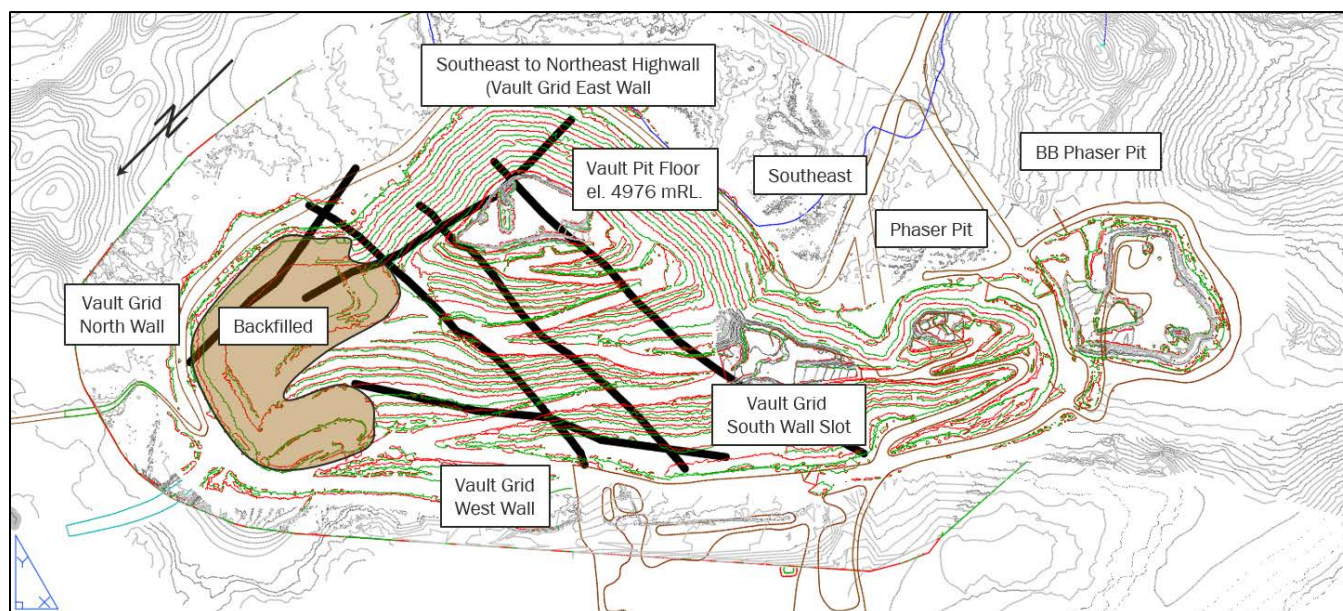 Southeast to Northeast Highwall
(Vault Grid East Wall
Vault Pit Floor
el. 4976 mRL.
Southeast
BB Phaser Pit
Phaser Pit
Vault Grid
North Wall
Backfilled
Vault Grid
South Wall Slot
Vault Grid
West Wall
N
Y
X